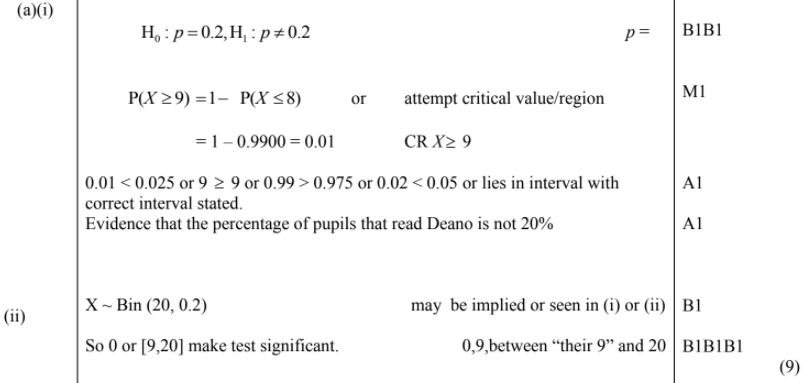 (a)(i)
H₀ : p = 0.2, H₁ : p ≠ 0.2 p = B1B1
P(X ≥ 9) = 1 – P(X ≤ 8) or attempt critical value/region M1
= 1 – 0.9900 = 0.01 CR X≥ 9
0.01 < 0.025 or 9 ≥ 9 or 0.99 > 0.975 or 0.02 < 0.05 or lies in interval with A1
correct interval stated.
Evidence that the percentage of pupils that read Deano is not 20% A1
(ii) X ~ Bin (20, 0.2) may be implied or seen in (i) or (ii) B1
So 0 or [9,20] make test significant. 0,9,between “their 9” and 20 B1B1B1
(9)